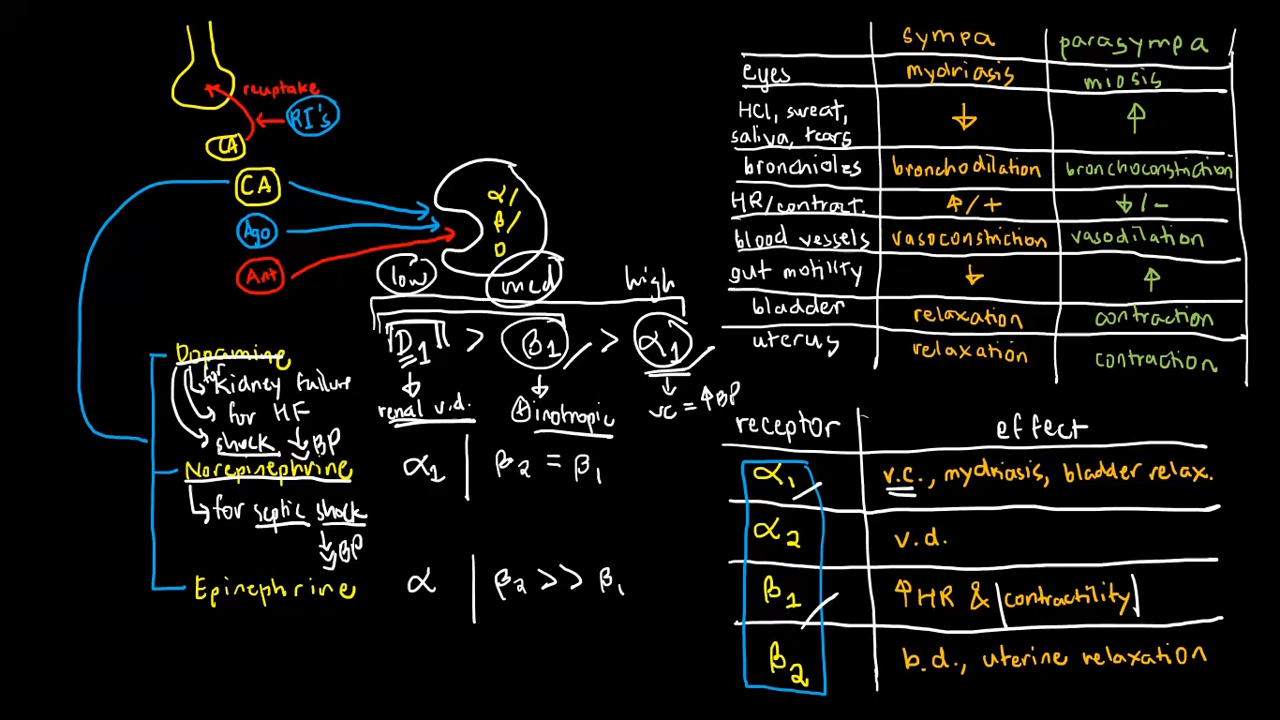 reuptake
RI's
CA
CA
Ago
Ant
α/
β/
D
low med high
D1 > β1 > α1
renal v.d. ⊕inotropic vc = ↑BP
Dopamine
for
↳ Kidney failure
↳ for HF
↳ shock ↓BP
Norepinephrine α1 | β2 = β1
↳ for septic shock
↓BP
Epinephrine α | β2 >> β1
sympa parasympa
eyes mydriasis miosis
HCl, sweat, ↓ ↑
saliva, tears
bronchioles bronchodilation bronchoconstriction
HR/contract. ↑/+ ↓/-
blood vessels vasoconstriction vasodilation
gut motility ↓ ↑
bladder relaxation contraction
uterus relaxation contraction
receptor effect
α1 v.c., mydriasis, bladder relax.
α2 v.d.
β1 ↑HR & contractility
β2 b.d., uterine relaxation